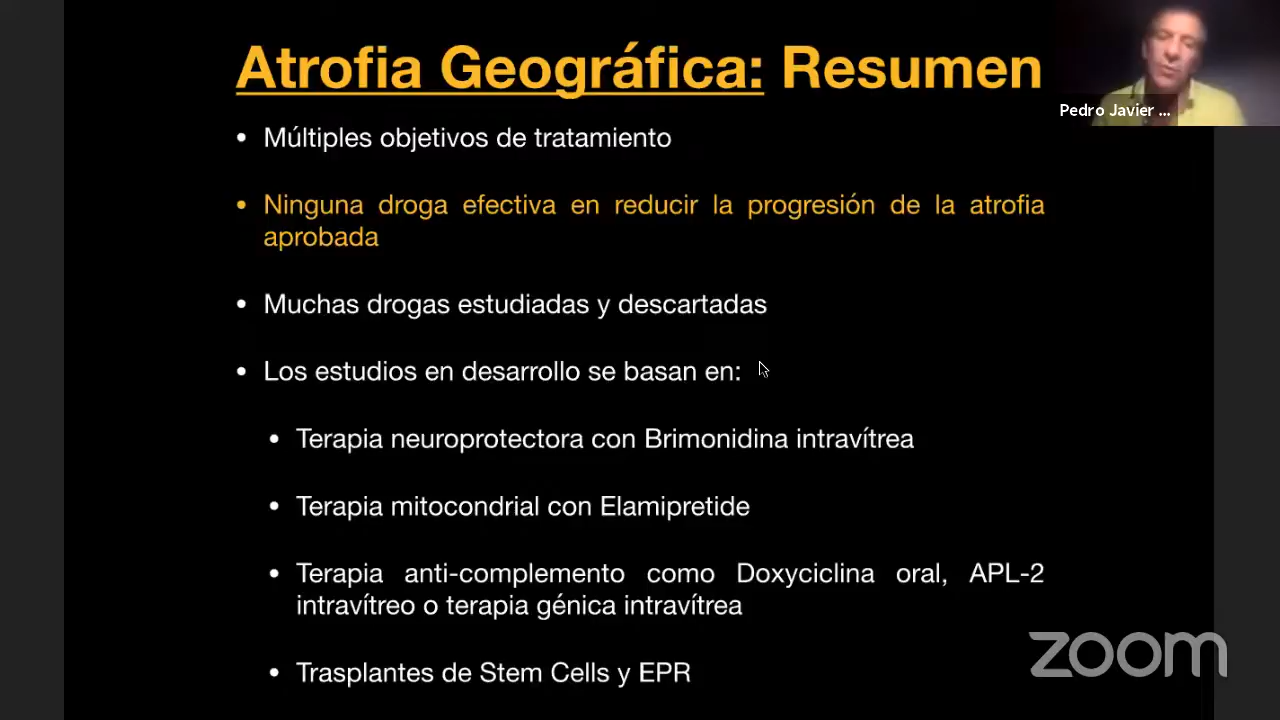 Atrofia Geográfica: Resumen
Pedro Javier ...
• Múltiples objetivos de tratamiento
• Ninguna droga efectiva en reducir la progresión de la atrofia
aprobada
• Muchas drogas estudiadas y descartadas
• Los estudios en desarrollo se basan en:
• Terapia neuroprotectora con Brimonidina intravítrea
• Terapia mitocondrial con Elamipretide
• Terapia anti-complemento como Doxyciclina oral, APL-2
intravítreo o terapia génica intravítrea
• Trasplantes de Stem Cells y EPR
zoom